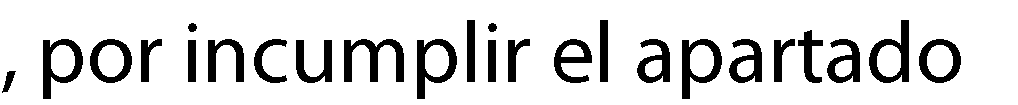 , por incumplir el apartado